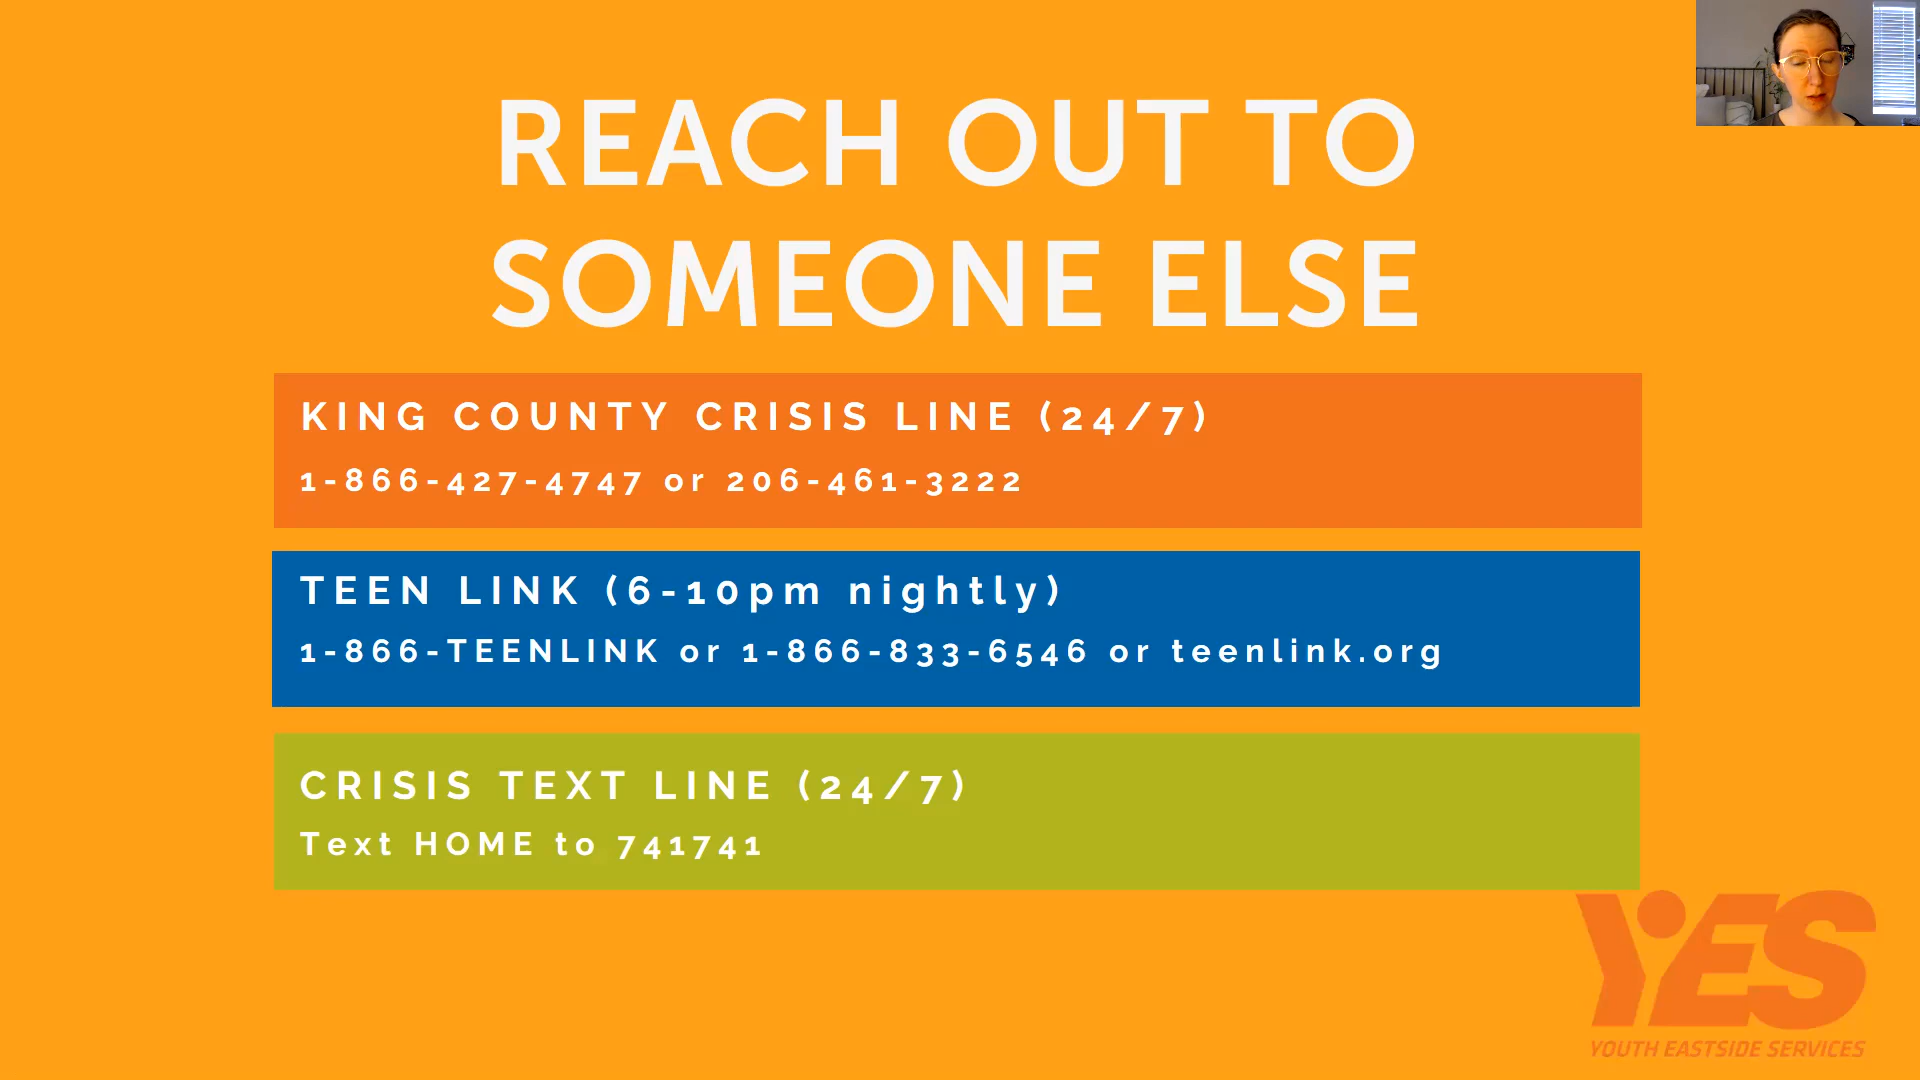 REACH OUT TO
SOMEONE ELSE
KING COUNTY CRISIS LINE (24/7)
1-866-427-4747 or 206-461-3222
TEEN LINK (6-10pm nightly)
1-866-TEENLINK or 1-866-833-6546 or teenlink.org
CRISIS TEXT LINE (24/7)
Text HOME to 741741
YES
YOUTH EASTSIDE SERVICES